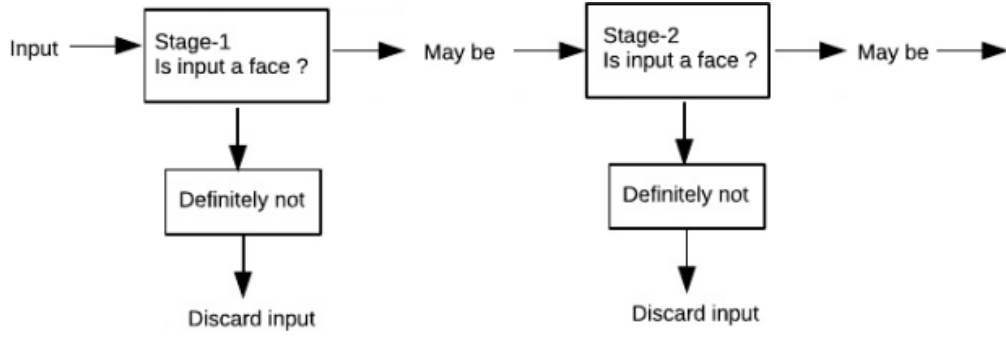 Input
Stage-1
Is input a face ?
May be
Stage-2
Is input a face ?
May be
Definitely not
Definitely not
Discard input
Discard input